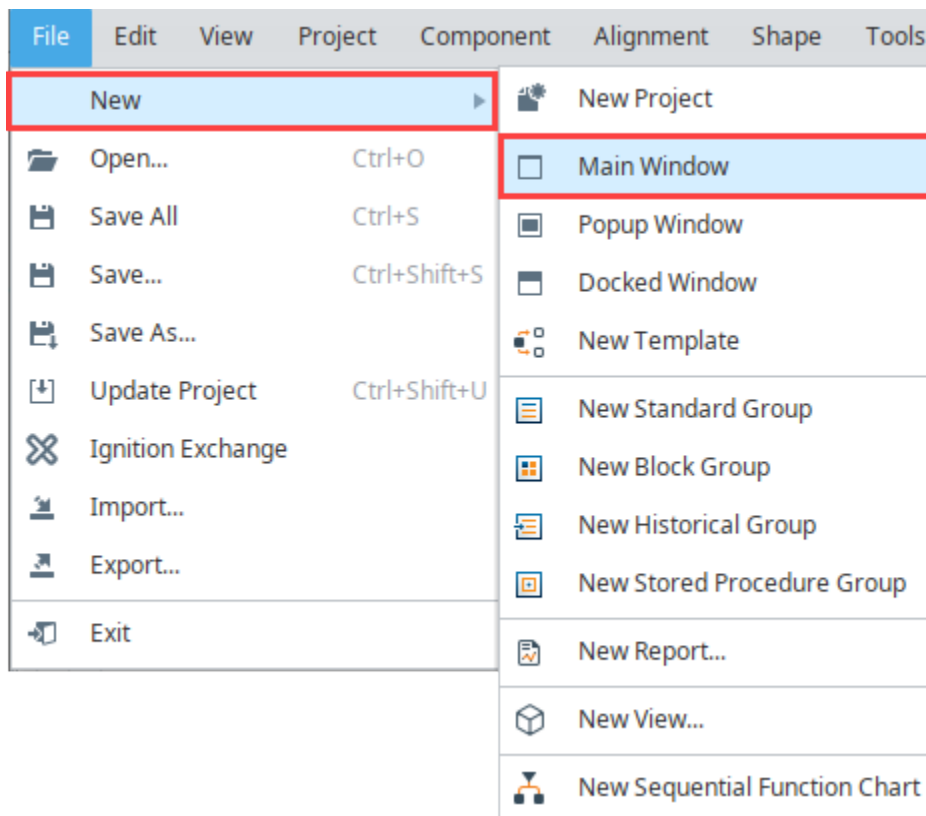 File Edit View Project Component Alignment Shape Tools
New
Open... Ctrl+O
Save All Ctrl+S
Save... Ctrl+Shift+S
Save As...
Update Project Ctrl+Shift+U
Ignition Exchange
Import...
Export...
Exit
New Project
Main Window
Popup Window
Docked Window
New Template
New Standard Group
New Block Group
New Historical Group
New Stored Procedure Group
New Report...
New View...
New Sequential Function Chart